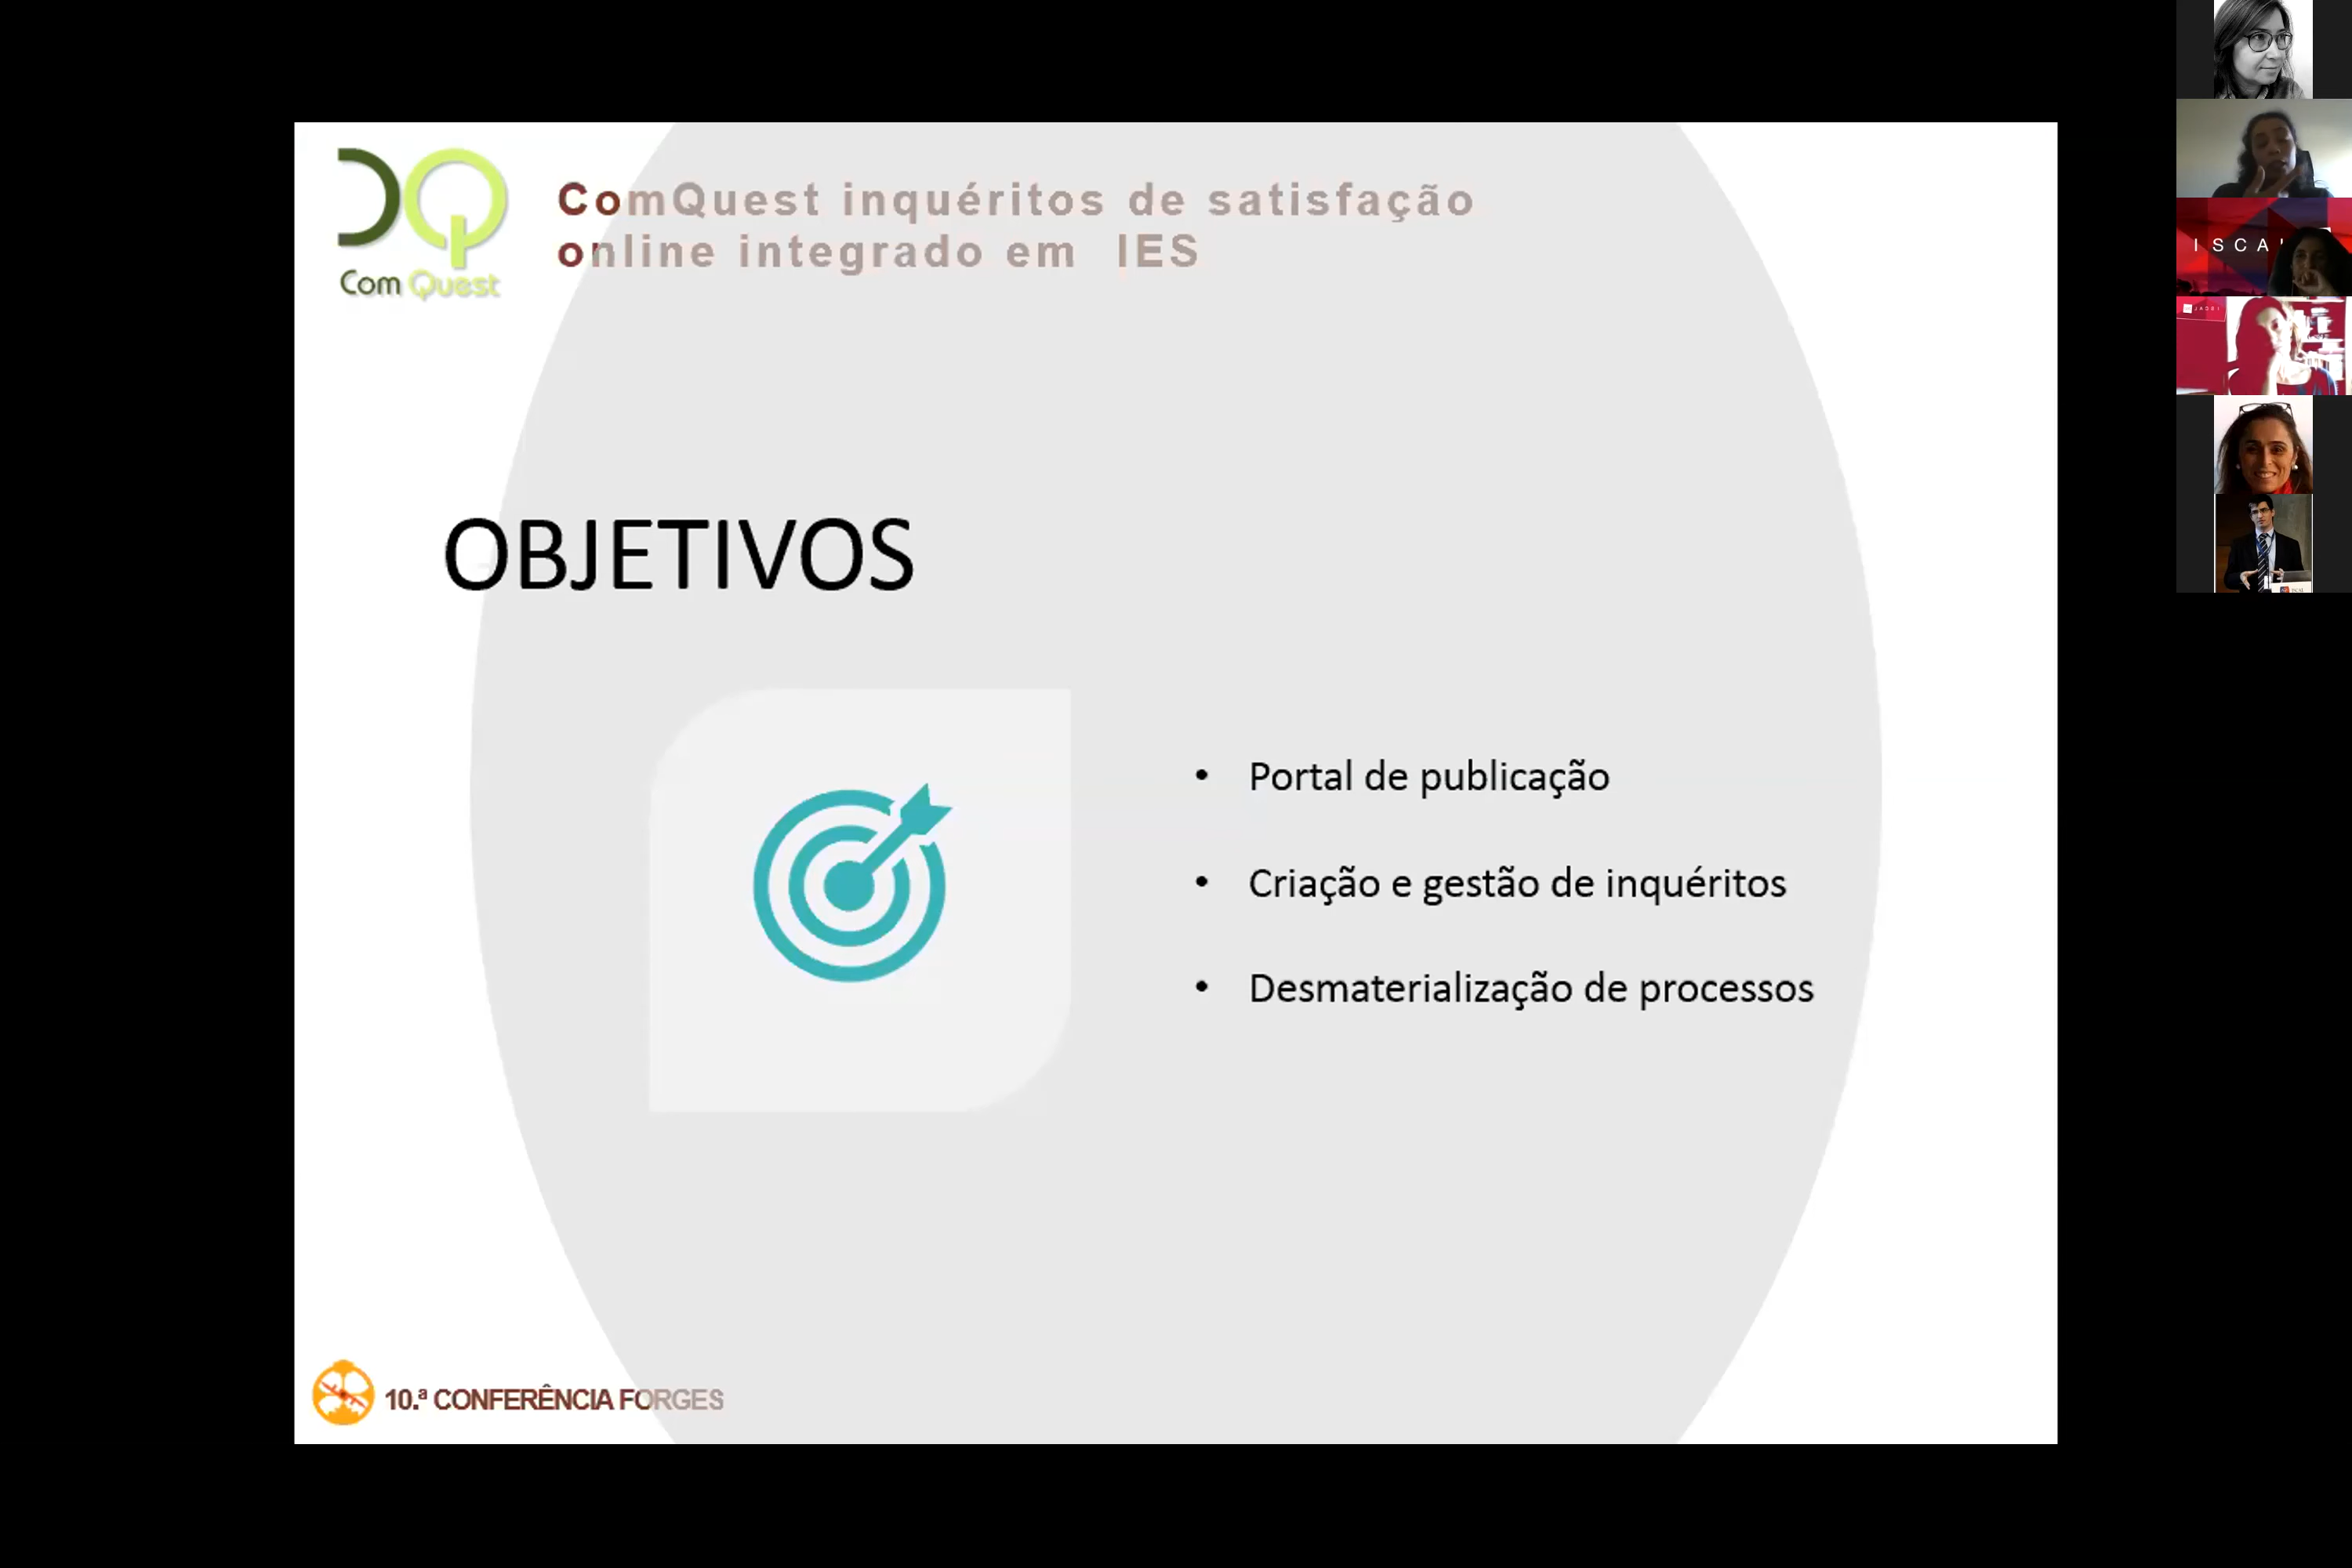 ComQuest inquéritos de satisfação
online integrado em IES
Com Quest
OBJETIVOS
• Portal de publicação
• Criação e gestão de inquéritos
• Desmaterialização de processos
10.ª CONFERÊNCIA FORGES